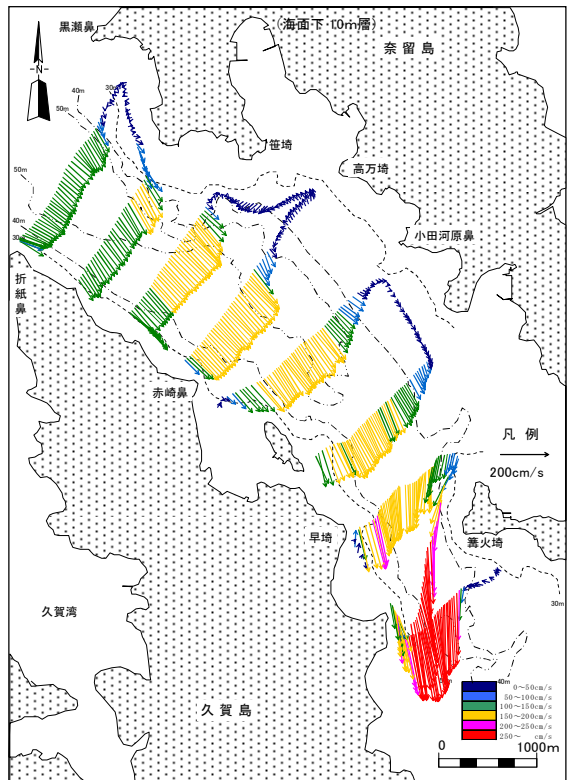 (海面下 10m層)
黒瀬鼻
奈留島
N
30m
40m
50m
笹埼
高万埼
50m
小田河原鼻
40m
30m
折紙鼻
赤崎鼻
凡 例
200cm/s
早埼
篝火埼
久賀湾
30m
久賀島
40m
0～50cm/s
50～100cm/s
100～150cm/s
150～200cm/s
200～250cm/s
250～ cm/s
0 1000m